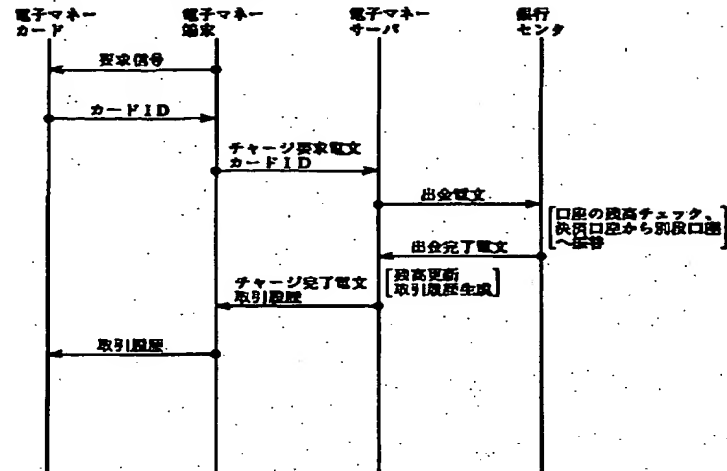 電子マネー
カード
電子マネー
端末
電子マネー
サーバ
銀行
センタ
要求信号
カードID
チャージ要求電文
カードID
出金電文
口座の残高チェック、
決済口座から別段口座
へ振替
出金完了電文
残高更新
取引履歴生成
チャージ完了電文
取引履歴
取引履歴